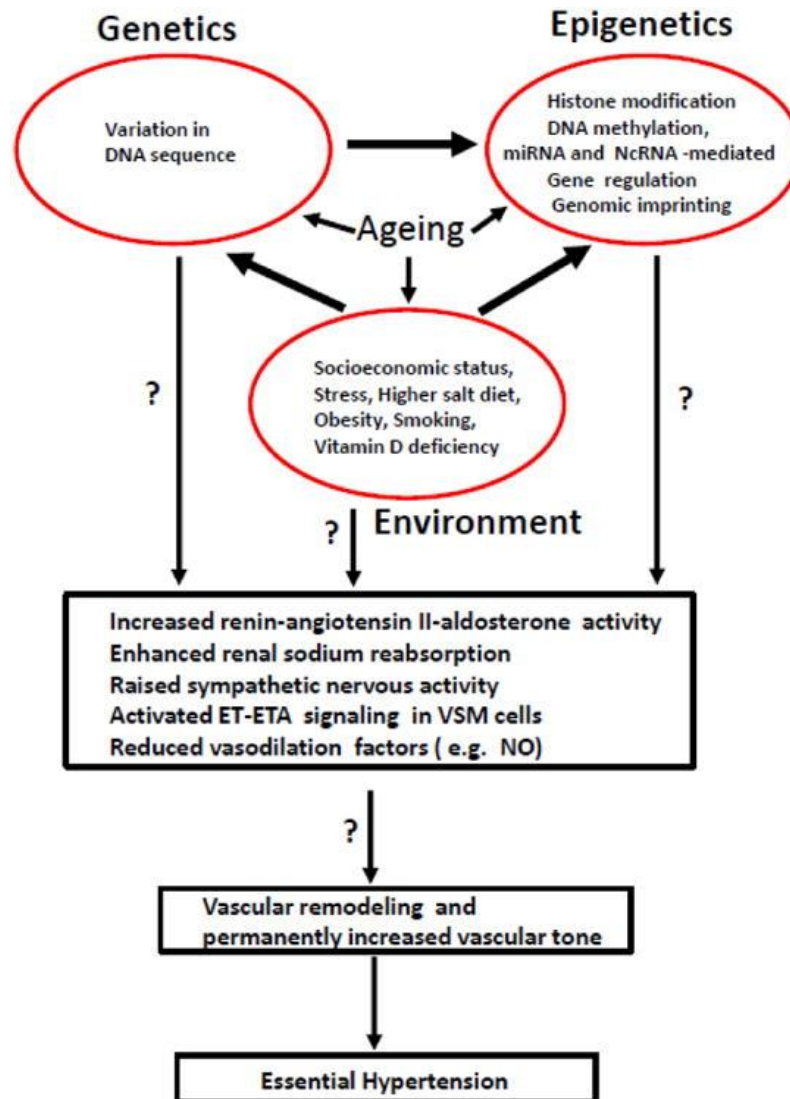 Genetics
Epigenetics
Variation in
DNA sequence
Histone modification
DNA methylation,
miRNA and NcRNA -mediated
Gene regulation
Genomic imprinting
Ageing
Socioeconomic status,
Stress, Higher salt diet,
Obesity, Smoking,
Vitamin D deficiency
?
?
? Environment
Increased renin-angiotensin II-aldosterone activity
Enhanced renal sodium reabsorption
Raised sympathetic nervous activity
Activated ET-ETA signaling in VSM cells
Reduced vasodilation factors ( e.g. NO)
?
Vascular remodeling and
permanently increased vascular tone
Essential Hypertension